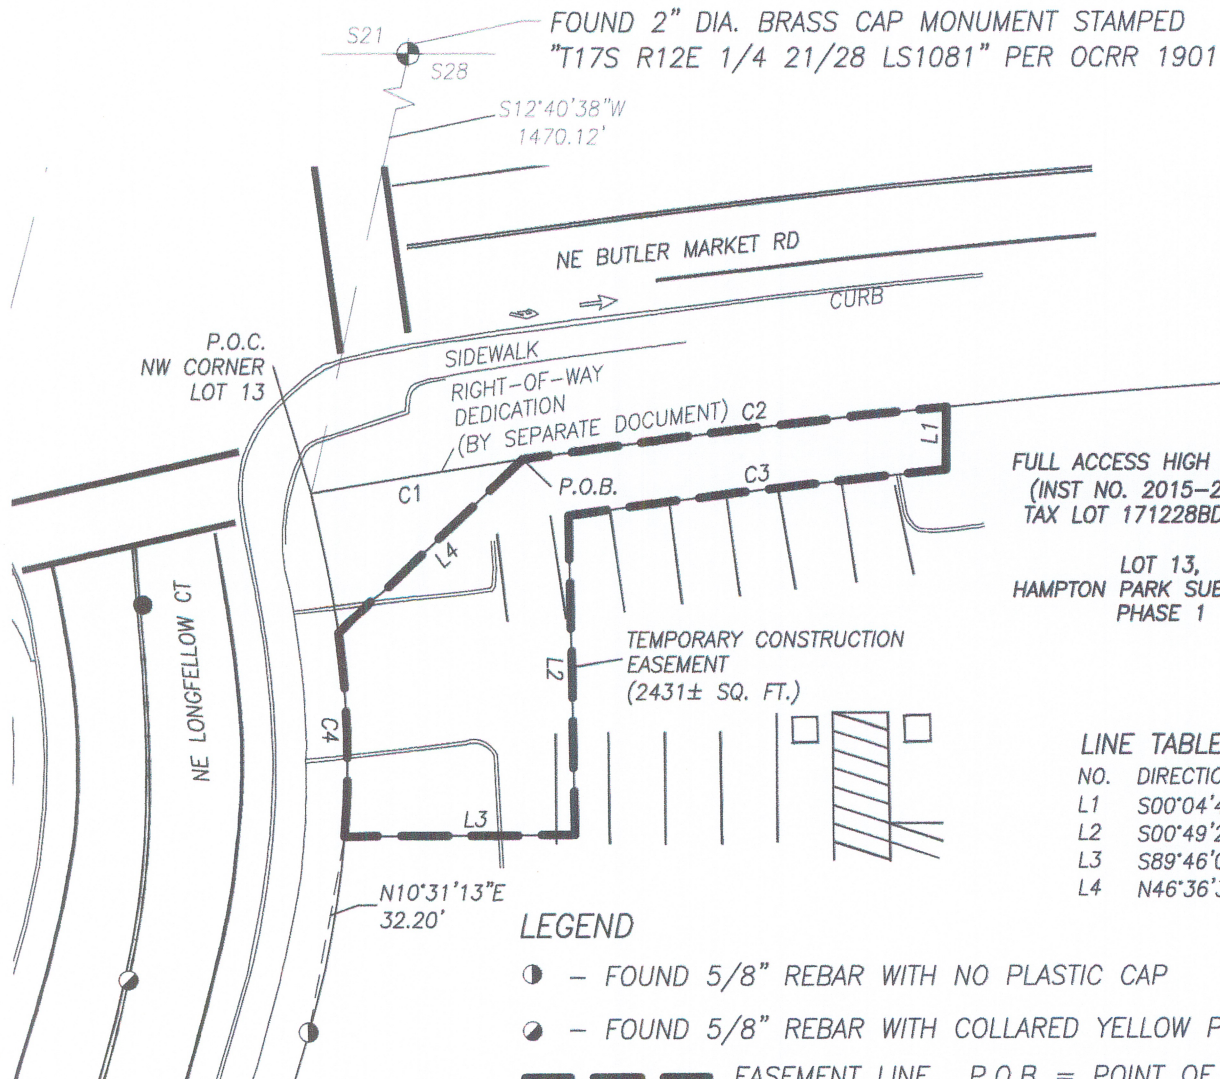 FOUND 2" DIA. BRASS CAP MONUMENT STAMPED
"T17S R12E 1/4 21/28 LS1081" PER OCRR 1901
S21
S28
S12°40'38"W
1470.12'
NE BUTLER MARKET RD
CURB
P.O.C.
NW CORNER
LOT 13
SIDEWALK
RIGHT-OF-WAY
DEDICATION
(BY SEPARATE DOCUMENT)
C2
L1
C1
P.O.B.
C3
FULL ACCESS HIGH
(INST NO. 2015-2
TAX LOT 171228BD
L4
LOT 13,
HAMPTON PARK SUB
PHASE 1
NE LONGFELLOW CT
TEMPORARY CONSTRUCTION
EASEMENT
(2431± SQ. FT.)
L2
C4
L3
LINE TABLE
NO. DIRECTIO
L1 S00°04'4
L2 S00°49'2
L3 S89°46'0
L4 N46°36'
N10°31'13"E
32.20'
LEGEND
– FOUND 5/8" REBAR WITH NO PLASTIC CAP
– FOUND 5/8" REBAR WITH COLLARED YELLOW P
EASEMENT LINE P.O.B. = POINT OF